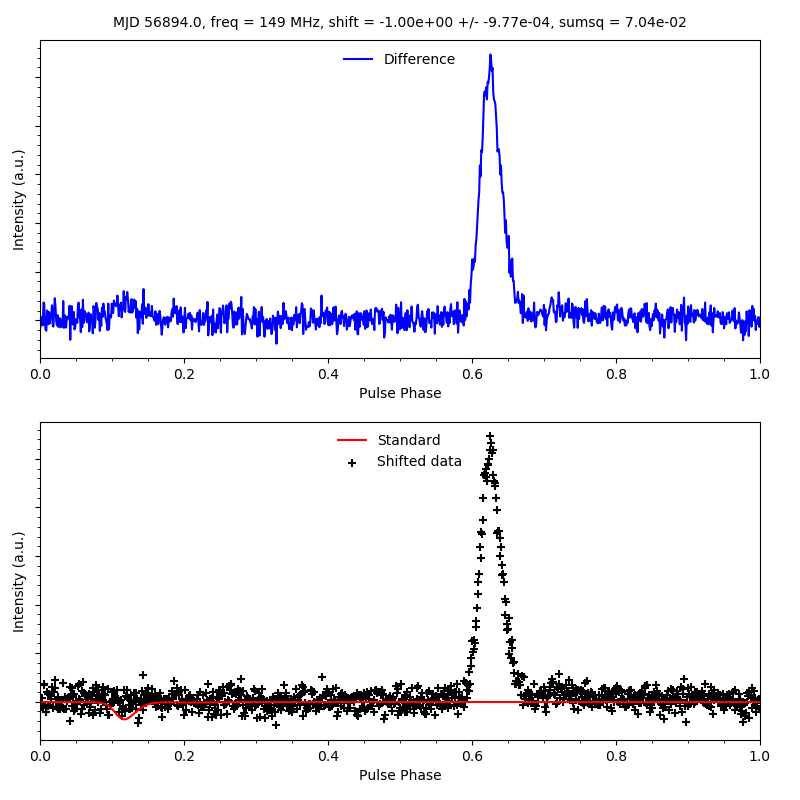 MJD 56894.0, freq = 149 MHz, shift = -1.00e+00 +/- -9.77e-04, sumsq = 7.04e-02
Difference
Intensity (a.u.)
0.0 0.2 0.4 0.6 0.8 1.0
Pulse Phase
Standard
Shifted data
Intensity (a.u.)
0.0 0.2 0.4 0.6 0.8 1.0
Pulse Phase